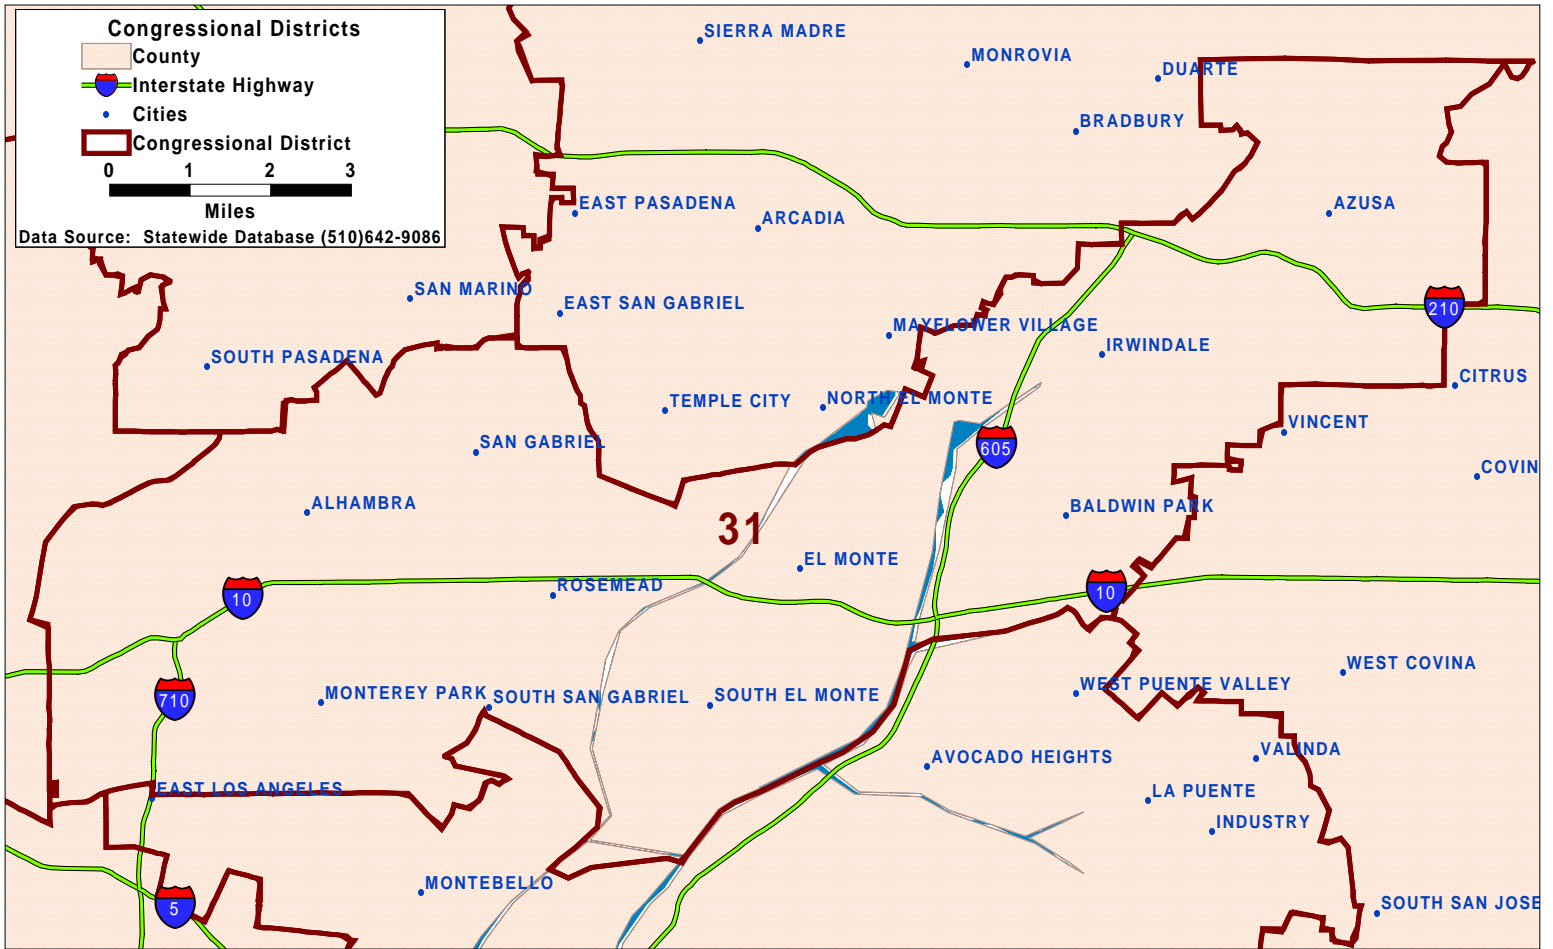 Congressional Districts
County
Interstate Highway
Cities
Congressional District
0 1 2 3
Miles
Data Source: Statewide Database (510)642-9086
SIERRA MADRE
MONROVIA
DUARTE
BRADBURY
EAST PASADENA
ARCADIA
AZUSA
SAN MARINO
EAST SAN GABRIEL
210
MAYFLOWER VILLAGE
IRWINDALE
SOUTH PASADENA
CITRUS
TEMPLE CITY
NORTH EL MONTE
VINCENT
SAN GABRIEL
605
COVIN
ALHAMBRA
BALDWIN PARK
31
EL MONTE
ROSEMEAD
10
10
WEST COVINA
MONTEREY PARK
SOUTH SAN GABRIEL
SOUTH EL MONTE
WEST PUENTE VALLEY
710
AVOCADO HEIGHTS
VALINDA
EAST LOS ANGELES
LA PUENTE
INDUSTRY
MONTEBELLO
SOUTH SAN JOSE
5